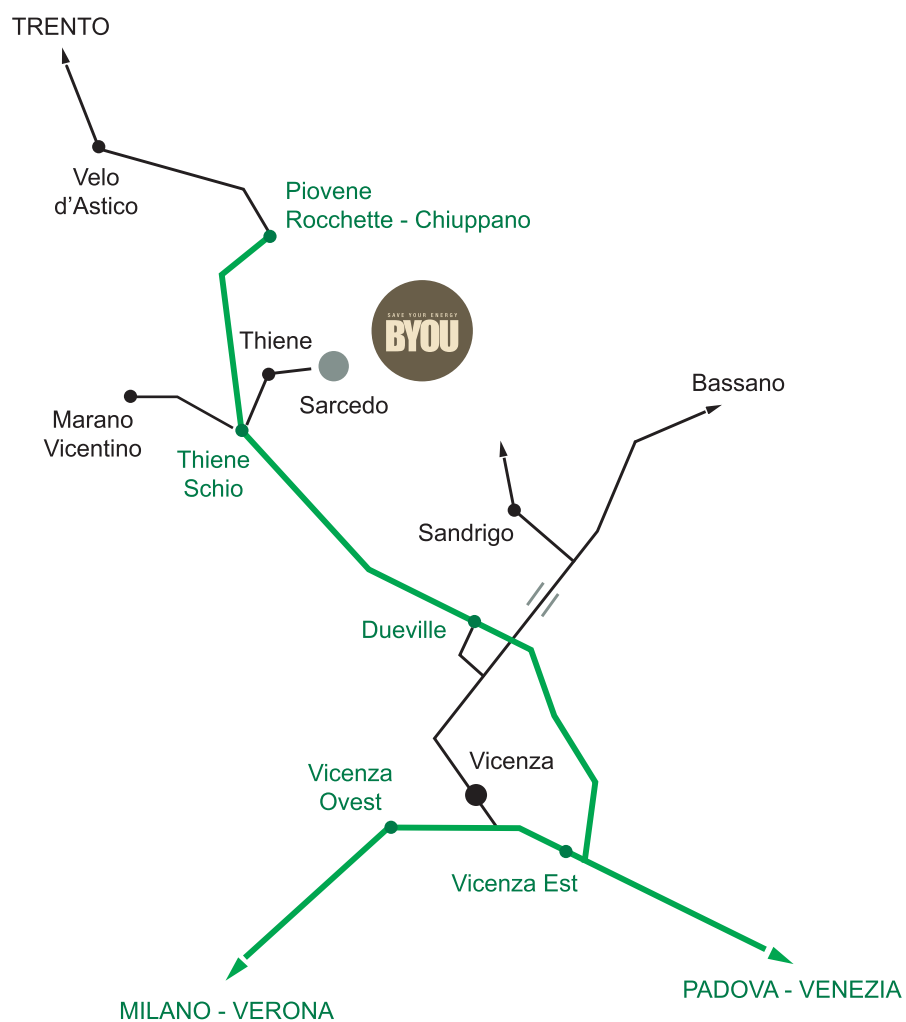 TRENTO
Velo
d’Astico
Piovene
Rocchette - Chiuppano
SAVE YOUR ENERGY
BYOU
Thiene
Sarcedo
Bassano
Marano
Vicentino
Thiene
Schio
Sandrigo
Dueville
Vicenza
Vicenza
Ovest
Vicenza Est
PADOVA - VENEZIA
MILANO - VERONA